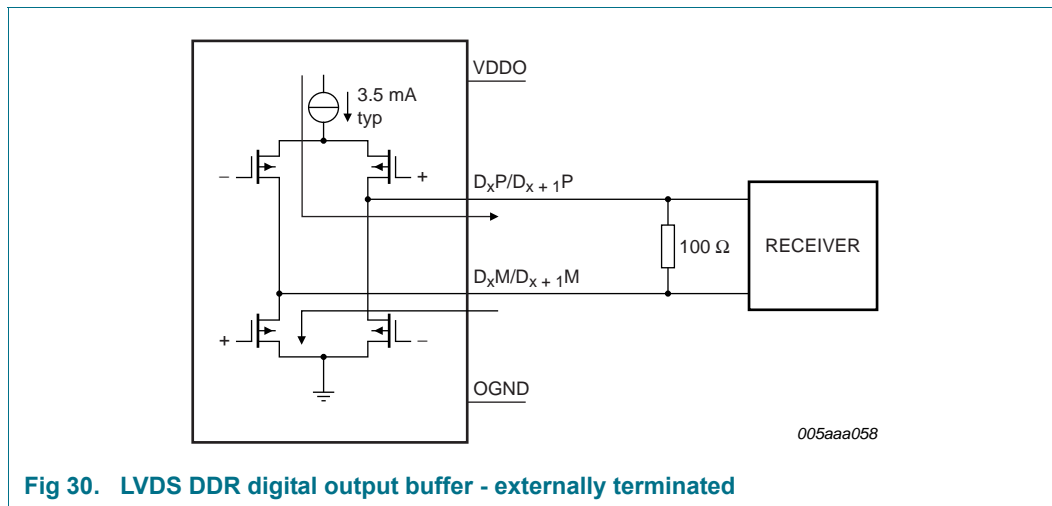 VDDO
3.5 mA
typ
−
+
DxP/Dx + 1P
100 Ω
RECEIVER
DxM/Dx + 1M
+
−
OGND
005aaa058
Fig 30. LVDS DDR digital output buffer - externally terminated